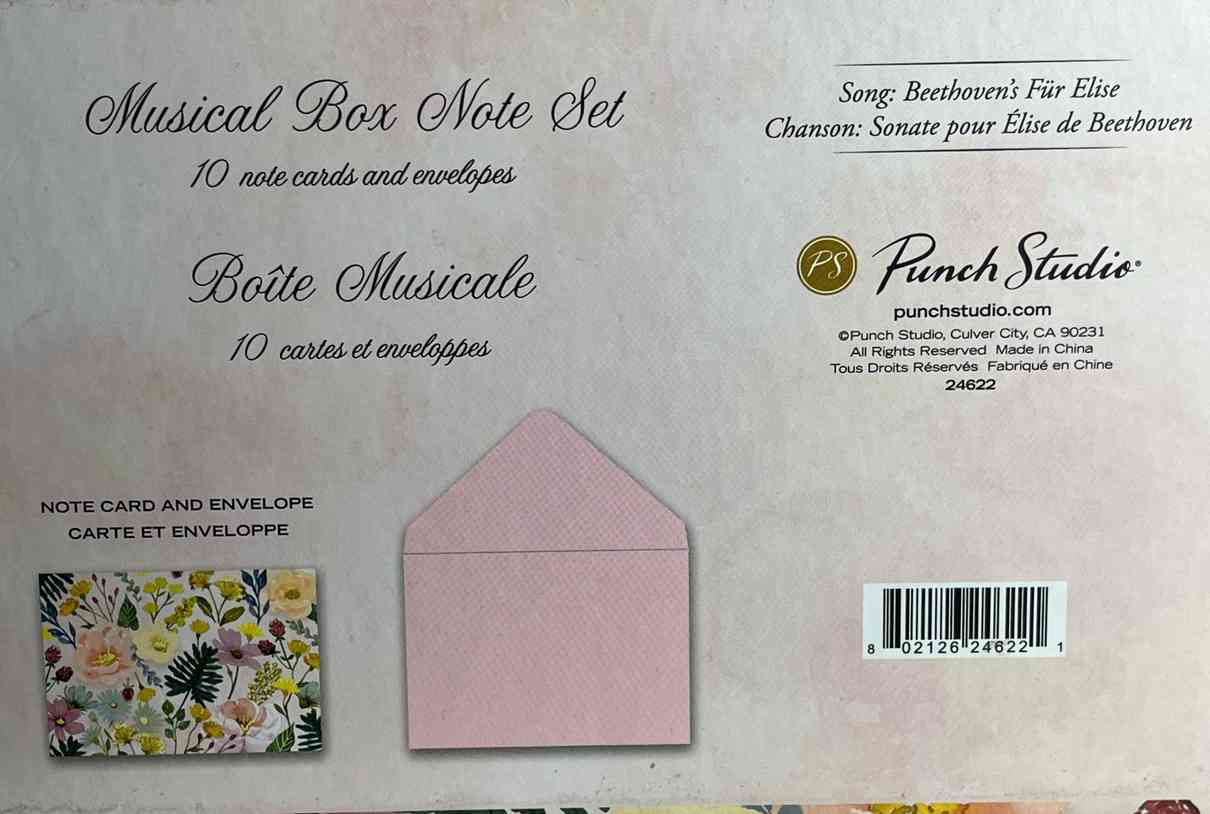 Musical Box Note Set
10 note cards and envelopes
Boîte Musicale
10 cartes et enveloppes
NOTE CARD AND ENVELOPE
CARTE ET ENVELOPPE
Song: Beethoven's Für Elise
Chanson: Sonate pour Élise de Beethoven
PS Punch Studio®
punchstudio.com
©Punch Studio, Culver City, CA 90231
All Rights Reserved Made in China
Tous Droits Réservés Fabriqué en Chine
24622
8 02126 24622 1